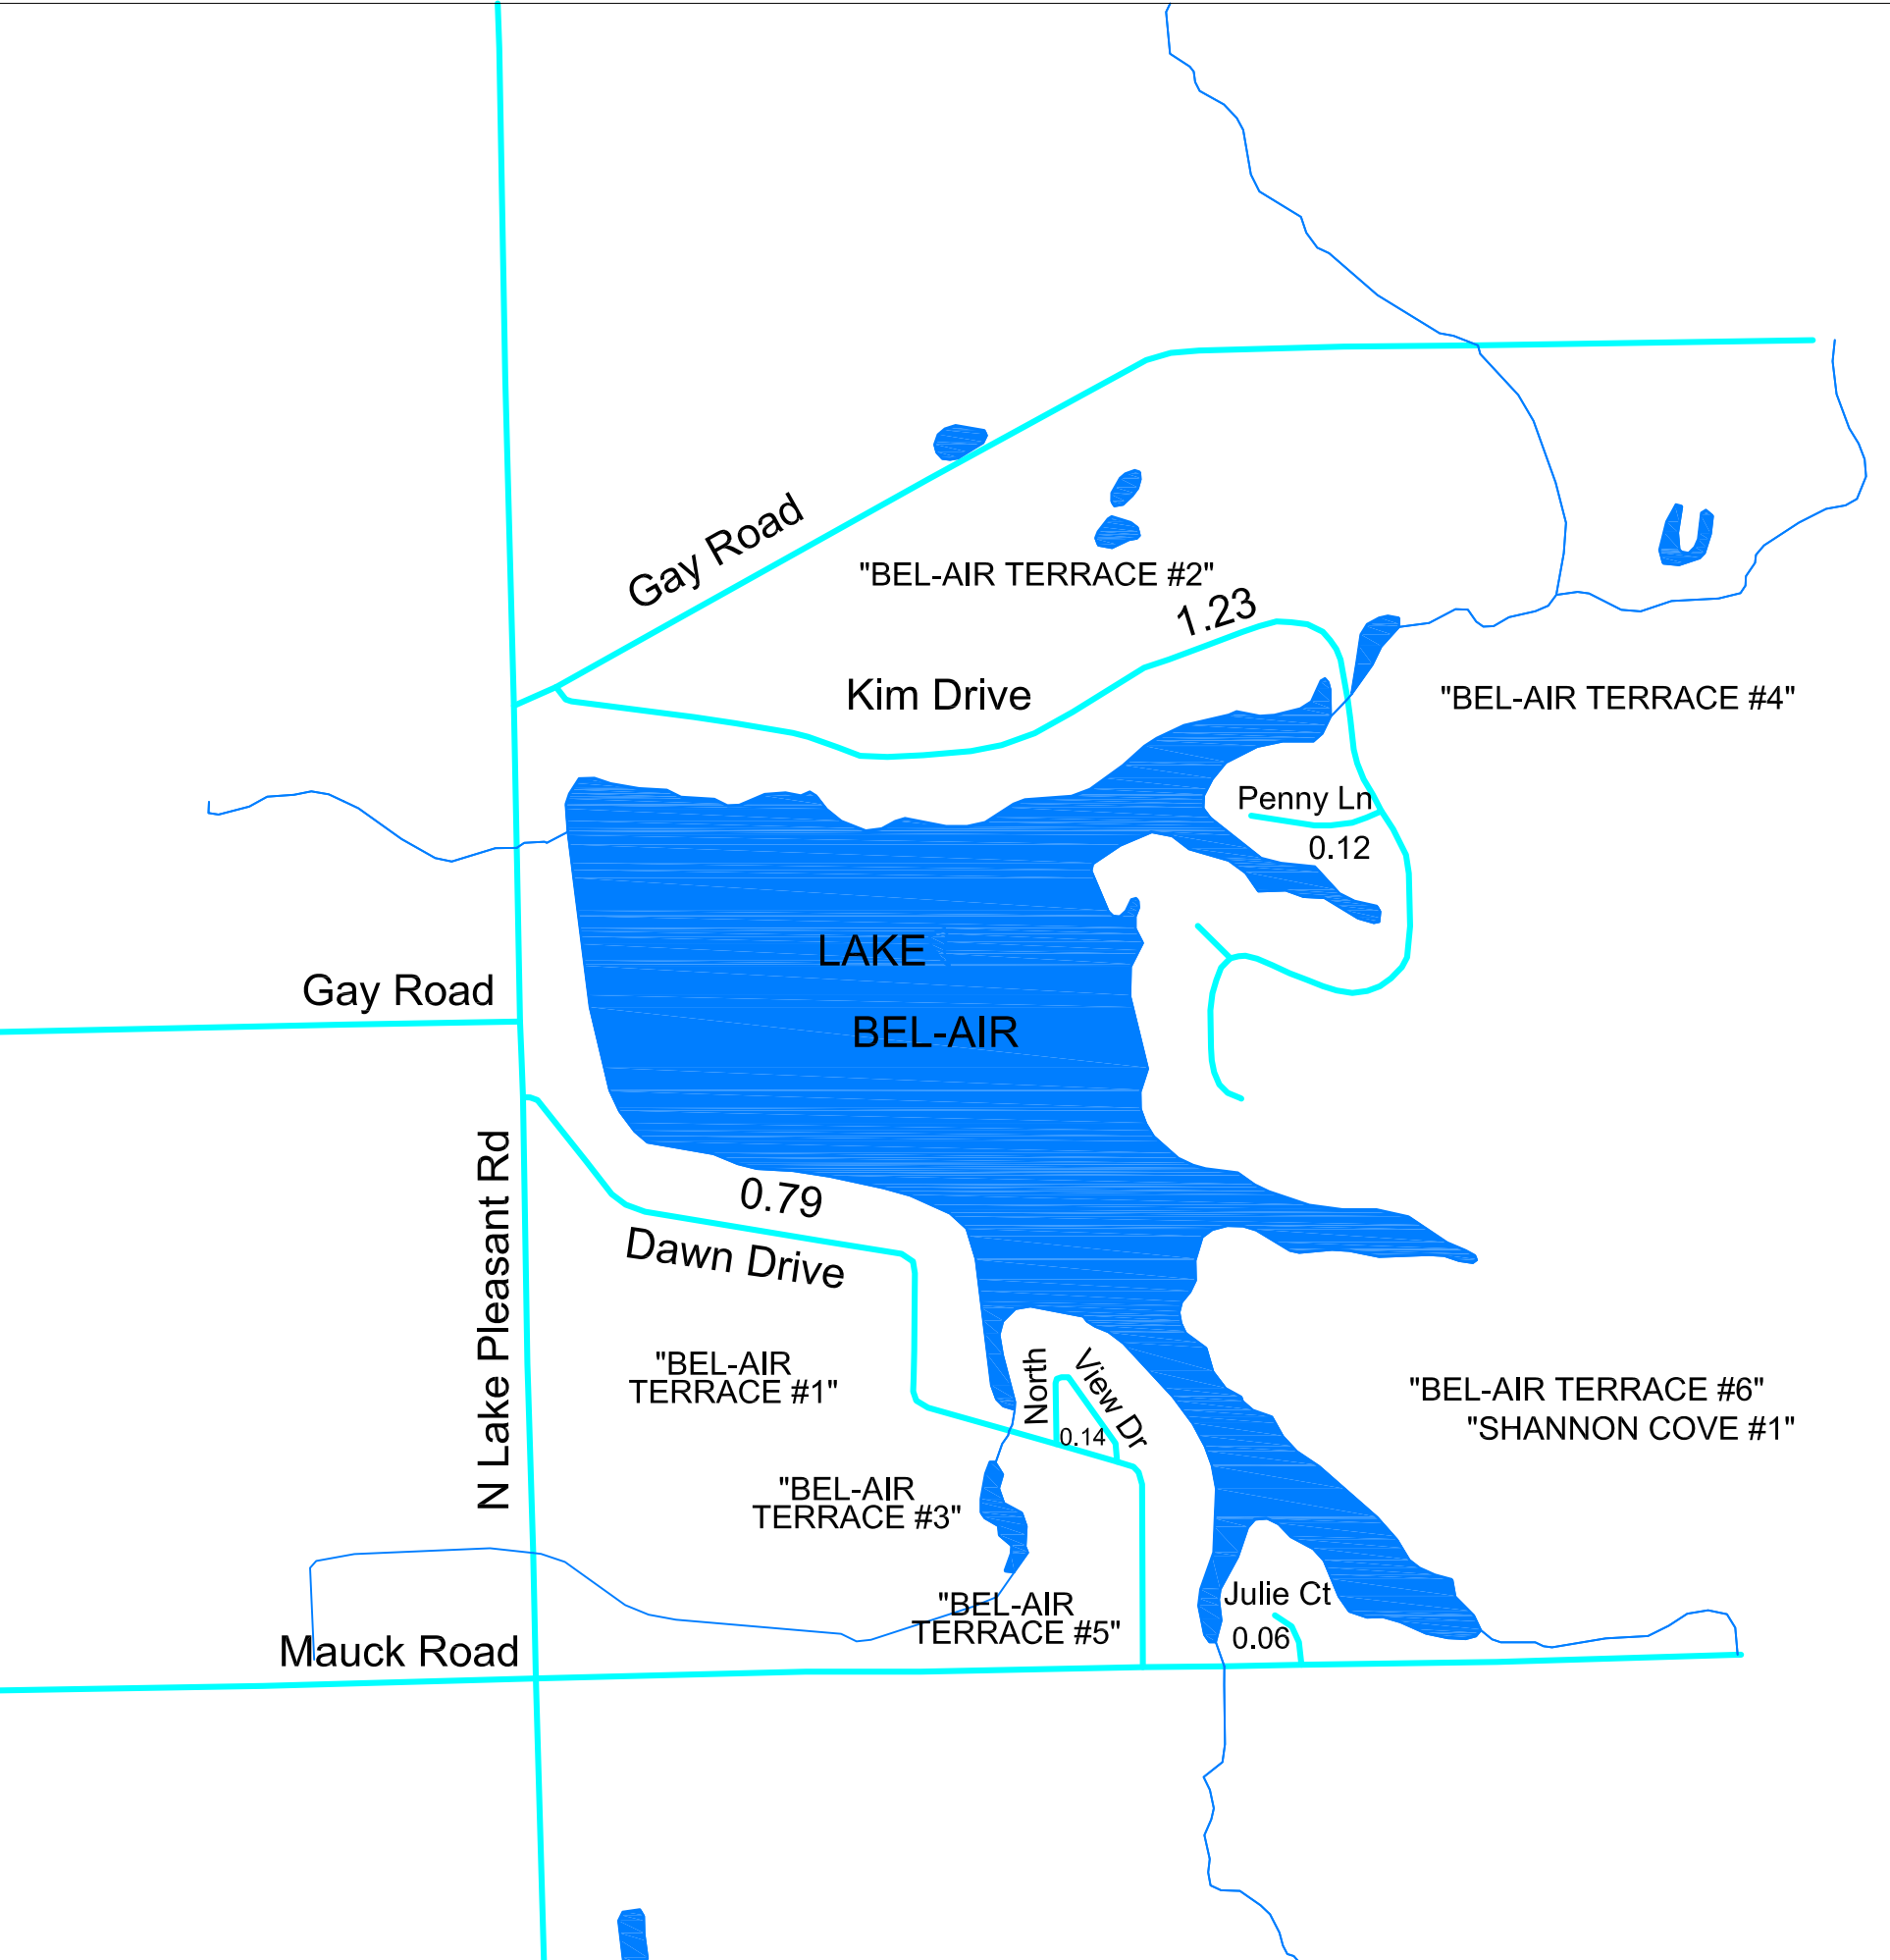 Gay Road
"BEL-AIR TERRACE #2"
1.23
Kim Drive
"BEL-AIR TERRACE #4"
Penny Ln
0.12
LAKE
BEL-AIR
Gay Road
N Lake Pleasant Rd
0.79
Dawn Drive
"BEL-AIR
TERRACE #1"
North
View Dr
0.14
"BEL-AIR TERRACE #6"
"SHANNON COVE #1"
"BEL-AIR
TERRACE #3"
"BEL-AIR
TERRACE #5"
Julie Ct
0.06
Mauck Road